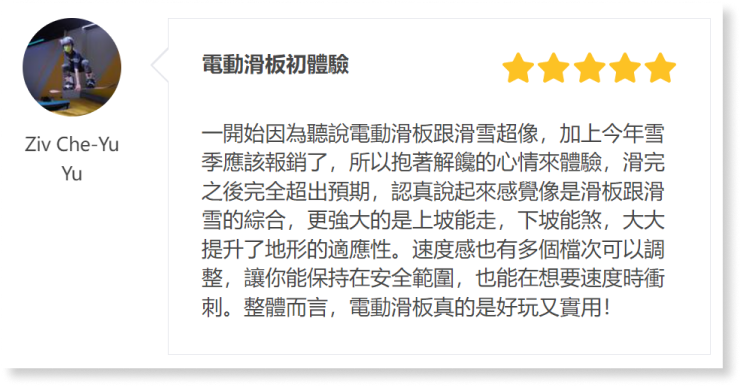 Ziv Che-Yu
Yu
電動滑板初體驗
一開始因為聽說電動滑板跟滑雪超像，加上今年雪
季應該報銷了，所以抱著解饞的心情來體驗，滑完
之後完全超出預期，認真說起來感覺像是滑板跟滑
雪的綜合，更強大的是上坡能走，下坡能煞，大大
提升了地形的適應性。速度感也有多個檔次可以調
整，讓你能保持在安全範圍，也能在想要速度時衝
刺。整體而言，電動滑板真的是好玩又實用！